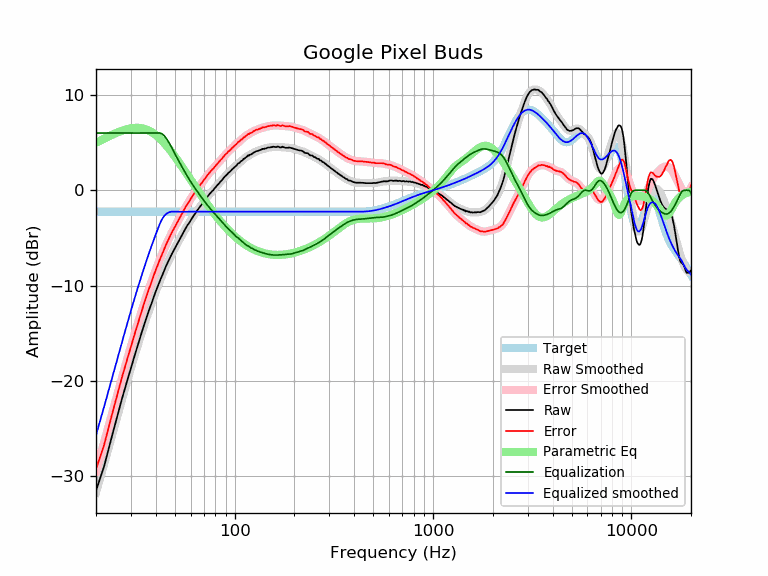 Google Pixel Buds
10
0
−10
−20
−30
Amplitude (dBr)
Target
Raw Smoothed
Error Smoothed
Raw
Error
Parametric Eq
Equalization
Equalized smoothed
100
1000
10000
Frequency (Hz)